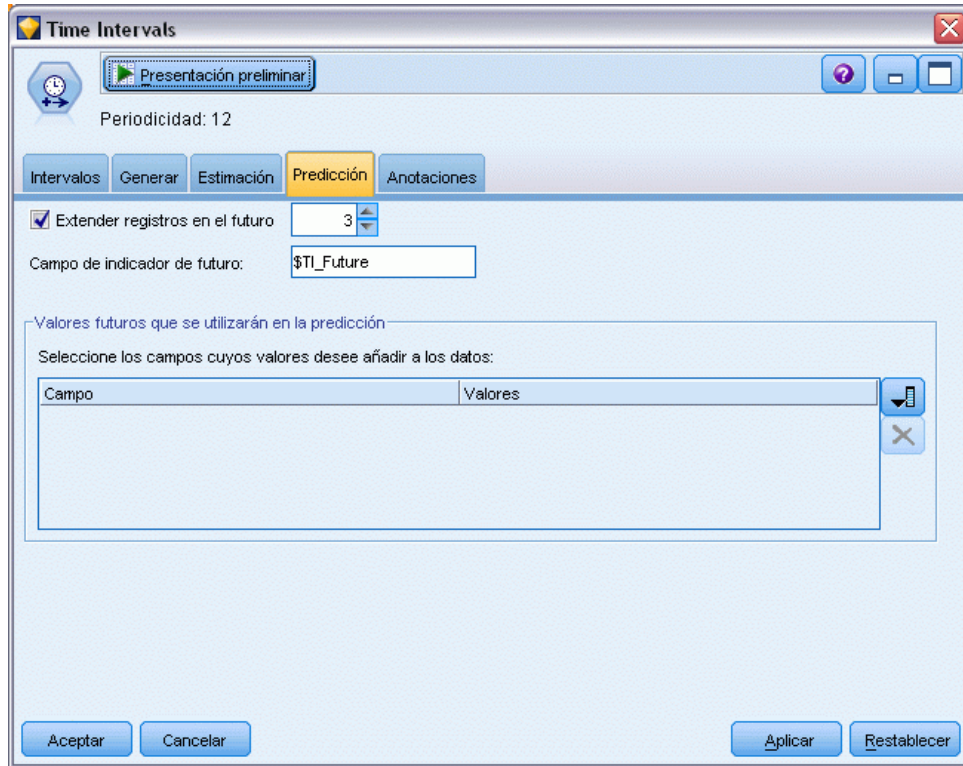 Time Intervals
Presentación preliminar
Periodicidad: 12
Intervalos Generar Estimación Predicción Anotaciones
Extender registros en el futuro 3
Campo de indicador de futuro: $TI_Future
Valores futuros que se utilizarán en la predicción
Seleccione los campos cuyos valores desee añadir a los datos:
Campo Valores
Aceptar Cancelar Aplicar Restablecer